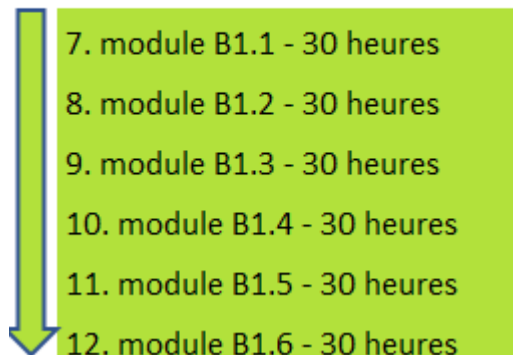 7. module B1.1 - 30 heures
8. module B1.2 - 30 heures
9. module B1.3 - 30 heures
10. module B1.4 - 30 heures
11. module B1.5 - 30 heures
12. module B1.6 - 30 heures